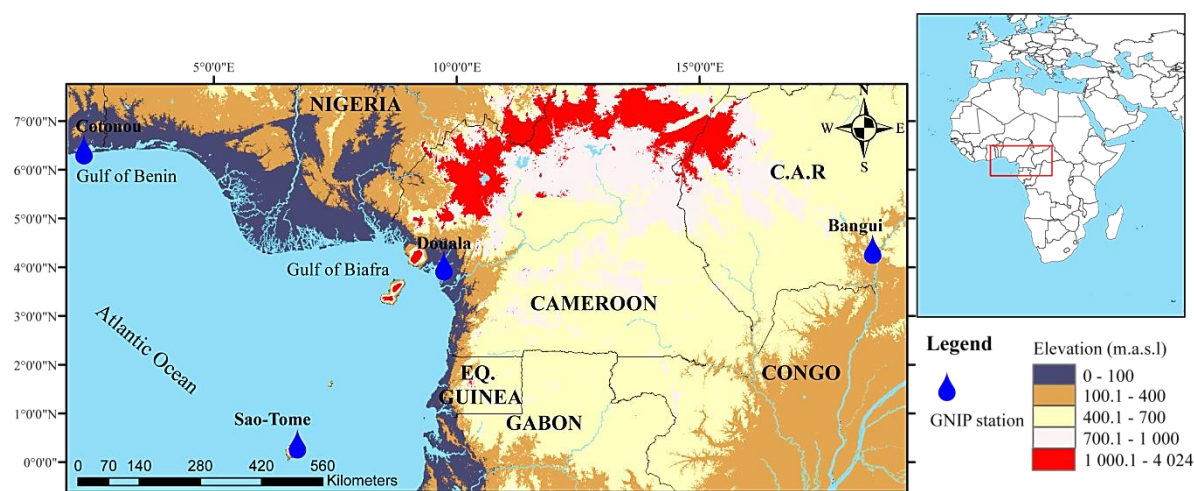 5°0'0"E 10°0'0"E 15°0'0"E
7°0'0"
6°0'0"
5°0'0"
4°0'0"
3°0'0"
2°0'0"
1°0'0"
0°0'0"
NIGERIA
Cotonou
Gulf of Benin
Douala
Gulf of Biafra
Atlantic Ocean
Sao-Tome
0 70 140 280 420 560
Kilometers
CAMEROON
EQ.
GUINEA
GABON
CONGO
C.A.R
Bangui
N
W E
S
Legend
GNIP station
Elevation (m.a.s.l)
0 - 100
100.1 - 400
400.1 - 700
700.1 - 1 000
1 000.1 - 4 024